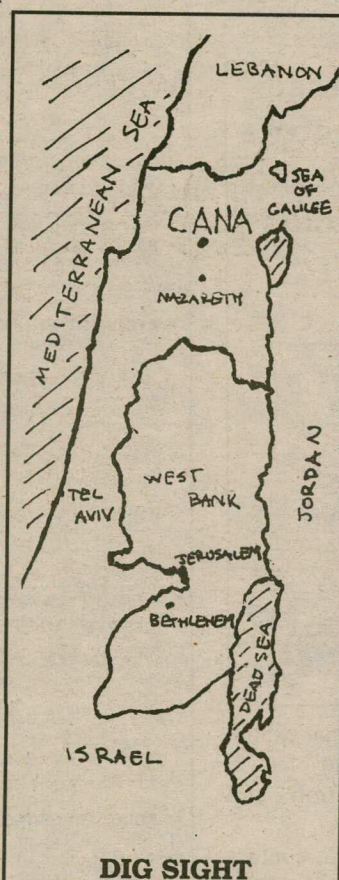 LEBANON
MEDITERRANEAN SEA
SEA
OF
GALILEE
CANA
NAZARETH
JORDAN
WEST
BANK
TEL
AVIV
JERUSALEM
BETHLEHEM
DEAD SEA
ISRAEL
DIG SIGHT